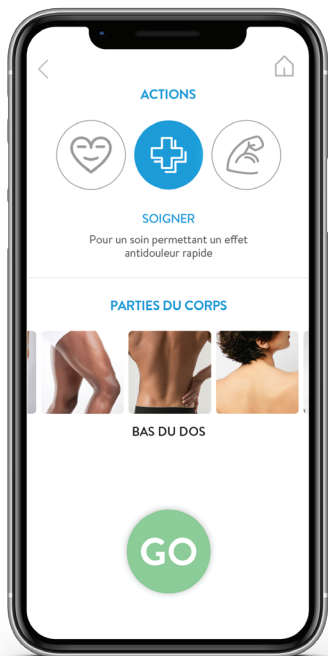 ACTIONS
SOIGNER
Pour un soin permettant un effet
antidouleur rapide
PARTIES DU CORPS
BAS DU DOS
GO